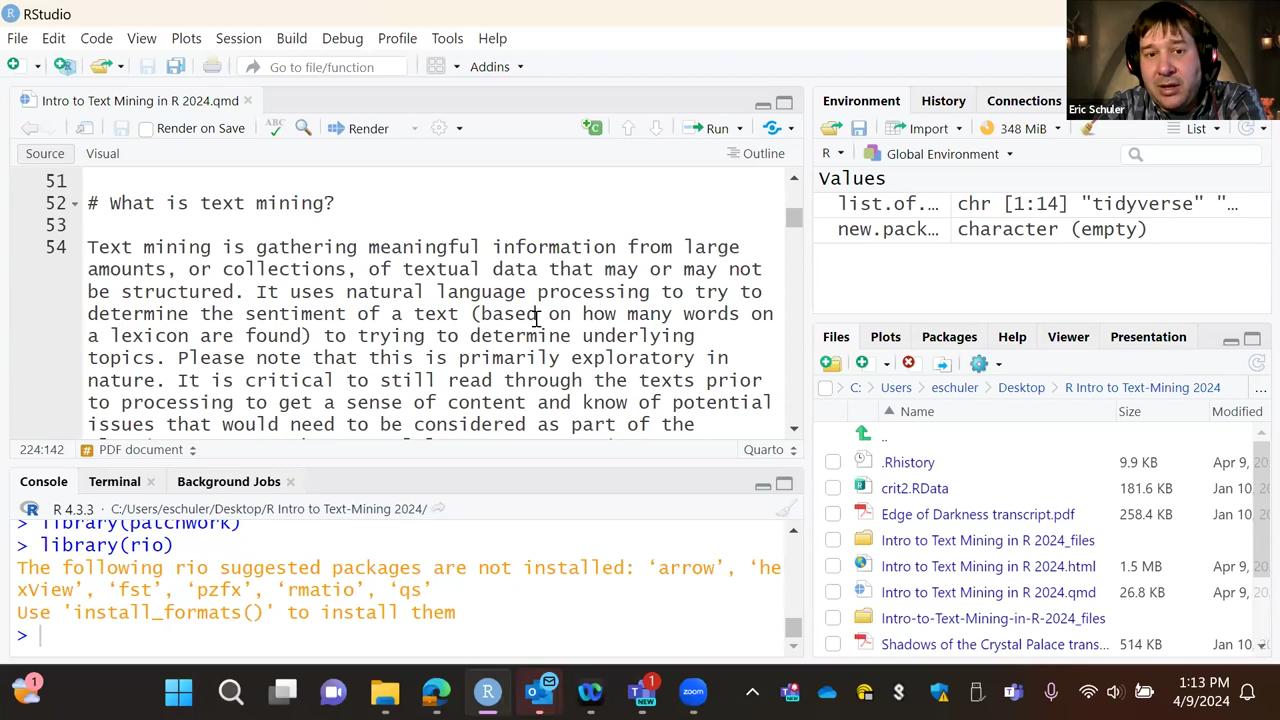 RStudio
File Edit Code View Plots Session Build Debug Profile Tools Help
Go to file/function Addins
Eric Schuler
Intro to Text Mining in R 2024.qmd
Render on Save ABC Render Run
Source Visual Outline
51
52 # What is text mining?
53
54 Text mining is gathering meaningful information from large
amounts, or collections, of textual data that may or may not
be structured. It uses natural language processing to try to
determine the sentiment of a text (based on how many words on
a lexicon are found) to trying to determine underlying
topics. Please note that this is primarily exploratory in
nature. It is critical to still read through the texts prior
to processing to get a sense of content and know of potential
issues that would need to be considered as part of the
224:142 # PDF document Quarto
Console Terminal Background Jobs
R R 4.3.3 · C:/Users/eschuler/Desktop/R Intro to Text-Mining 2024/
> library(patchwork)
> library(rio)
The following rio suggested packages are not installed: ‘arrow’, ‘he
xView’, ‘fst’, ‘pzfx’, ‘rmatio’, ‘qs’
Use 'install_formats()' to install them
>
Environment History Connections
Import 348 MiB List
R Global Environment
Values
list.of.… chr [1:14] "tidyverse" "…
new.pack… character (empty)
Files Plots Packages Help Viewer Presentation
C: Users eschuler Desktop R Intro to Text-Mining 2024 ...
Name Size Modified
..
.Rhistory 9.9 KB Apr 9, 20
crit2.RData 181.6 KB Jan 10,
Edge of Darkness transcript.pdf 258.4 KB Jan 10,
Intro to Text Mining in R 2024_files
Intro to Text Mining in R 2024.html 1.5 MB Apr 9,
Intro to Text Mining in R 2024.qmd 26.8 KB Apr 9,
Intro-to-Text-Mining-in-R-2024_files
Shadows of the Crystal Palace trans... 514 KB Jan 10,
1 R NEW 1 zoom NEW
1:13 PM
4/9/2024